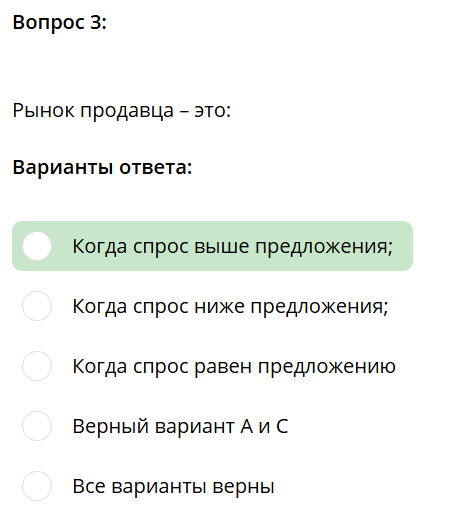 Вопрос 3:
Рынок продавца – это:
Варианты ответа:
Когда спрос выше предложения;
Когда спрос ниже предложения;
Когда спрос равен предложению
Верный вариант А и С
Все варианты верны